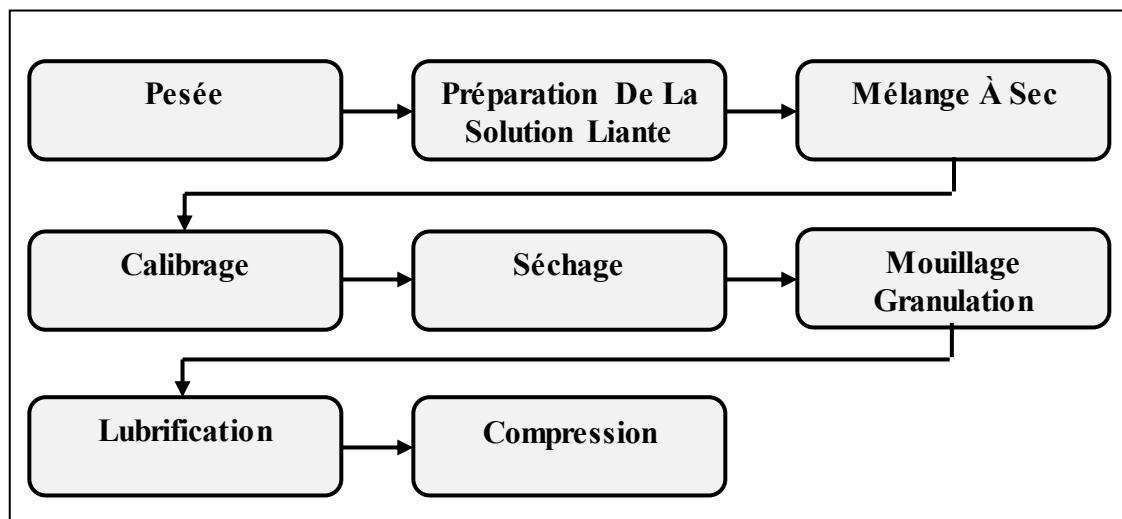 Pesée
Préparation De La
Solution Liante
Mélange À Sec
Calibrage
Séchage
Mouillage
Granulation
Lubrification
Compression